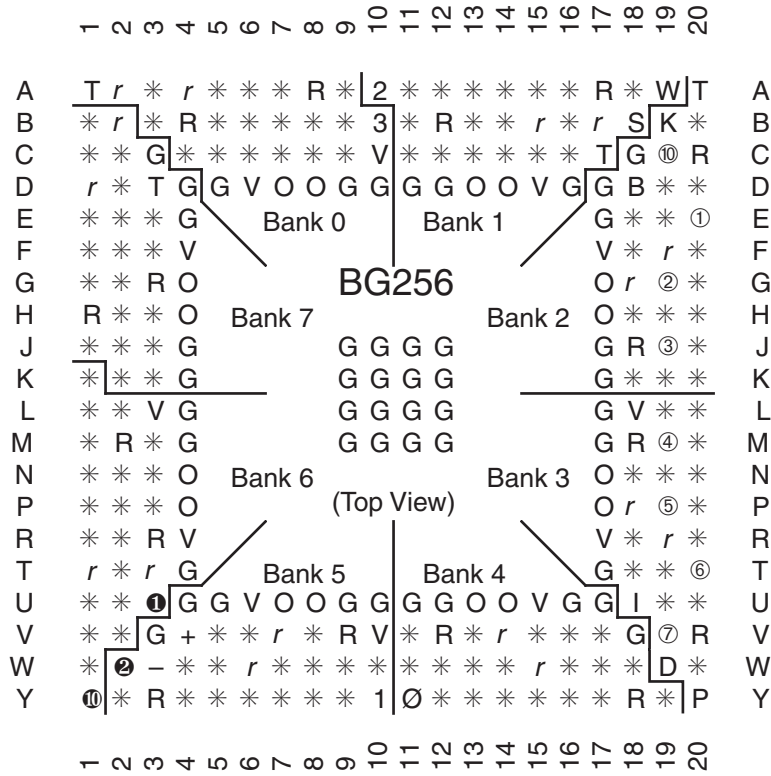 1 2 3 4 5 6 7 8 9 10 11 12 13 14 15 16 17 18 19 20
A T r ✳ r ✳ ✳ ✳ R ✳ 2 ✳ ✳ ✳ ✳ ✳ ✳ R ✳ W T A
B ✳ r ✳ R ✳ ✳ ✳ ✳ ✳ 3 ✳ R ✳ ✳ r ✳ r S K ✳ B
C ✳ ✳ G ✳ ✳ ✳ ✳ ✳ ✳ V ✳ ✳ ✳ ✳ ✳ ✳ T G ⑩ R C
D r ✳ T G G V O O G G G G O O V G G B ✳ ✳ D
E ✳ ✳ ✳ G Bank 0 Bank 1 G ✳ ✳ ① E
F ✳ ✳ ✳ V V ✳ r ✳ F
G ✳ ✳ R O BG256 O r ② ✳ G
H R ✳ ✳ O Bank 7 Bank 2 O ✳ ✳ ✳ H
J ✳ ✳ ✳ G G G G G G R ③ ✳ J
K ✳ ✳ ✳ G G G G G G ✳ ✳ ✳ K
L ✳ ✳ V G G G G G G V ✳ ✳ L
M ✳ R ✳ G G G G G G R ④ ✳ M
N ✳ ✳ ✳ O Bank 6 Bank 3 O ✳ ✳ ✳ N
P ✳ ✳ ✳ O (Top View) O r ⑤ ✳ P
R ✳ ✳ R V V ✳ r ✳ R
T r ✳ r G Bank 5 Bank 4 G ✳ ✳ ⑥ T
U ✳ ✳ ❶ G G V O O G G G G O O V G G I ✳ ✳ U
V ✳ ✳ G + ✳ ✳ r ✳ R V ✳ R ✳ r ✳ ✳ ✳ G ⑦ R V
W ✳ ❷ – ✳ ✳ r ✳ ✳ ✳ ✳ ✳ ✳ ✳ ✳ r ✳ ✳ ✳ D ✳ W
Y ❿ ✳ R ✳ ✳ ✳ ✳ ✳ ✳ 1 Ø ✳ ✳ ✳ ✳ ✳ ✳ R ✳ P Y
1 2 3 4 5 6 7 8 9 10 11 12 13 14 15 16 17 18 19 20